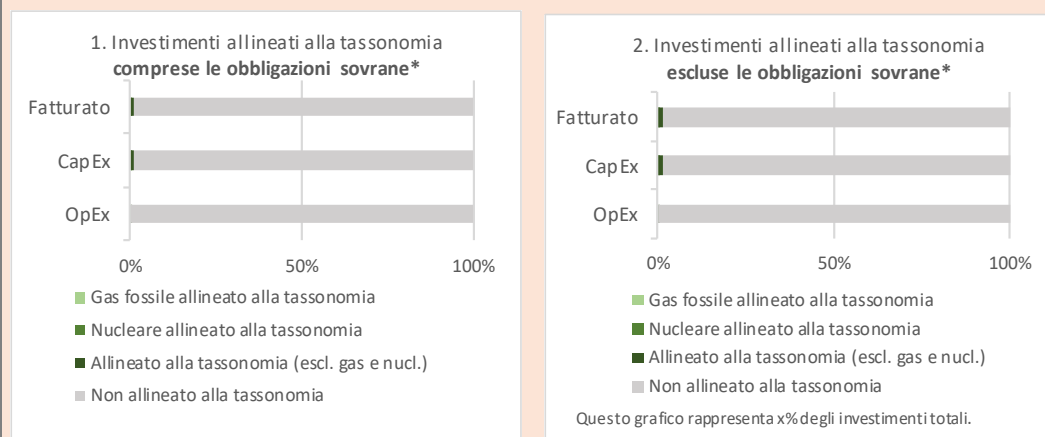 1. Investimenti allineati alla tassonomia
comprese le obbligazioni sovrane*
Fatturato
CapEx
OpEx
0% 50% 100%
Gas fossile allineato alla tassonomia
Nucleare allineato alla tassonomia
Allineato alla tassonomia (escl. gas e nucl.)
Non allineato alla tassonomia
2. Investimenti allineati alla tassonomia
escluse le obbligazioni sovrane*
Fatturato
CapEx
OpEx
0% 50% 100%
Gas fossile allineato alla tassonomia
Nucleare allineato alla tassonomia
Allineato alla tassonomia (escl. gas e nucl.)
Non allineato alla tassonomia
Questo grafico rappresenta x% degli investimenti totali.